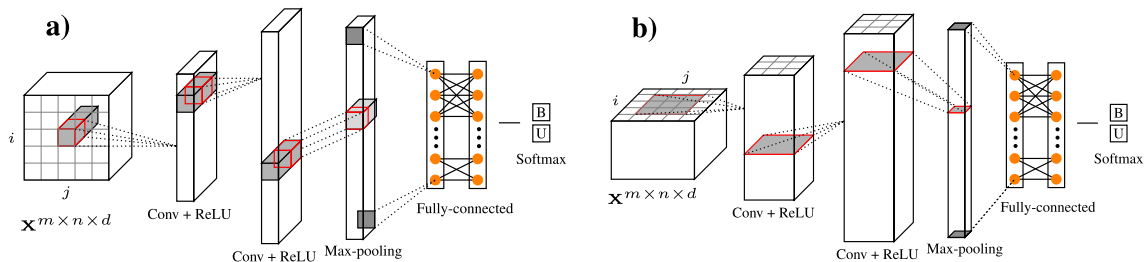 a)
i
j
x^{m × n × d}
Conv + ReLU
Conv + ReLU
Max-pooling
Fully-connected
B
U
Softmax
b)
j
i
x^{m × n × d}
Conv + ReLU
Conv + ReLU
Max-pooling
Fully-connected
B
U
Softmax